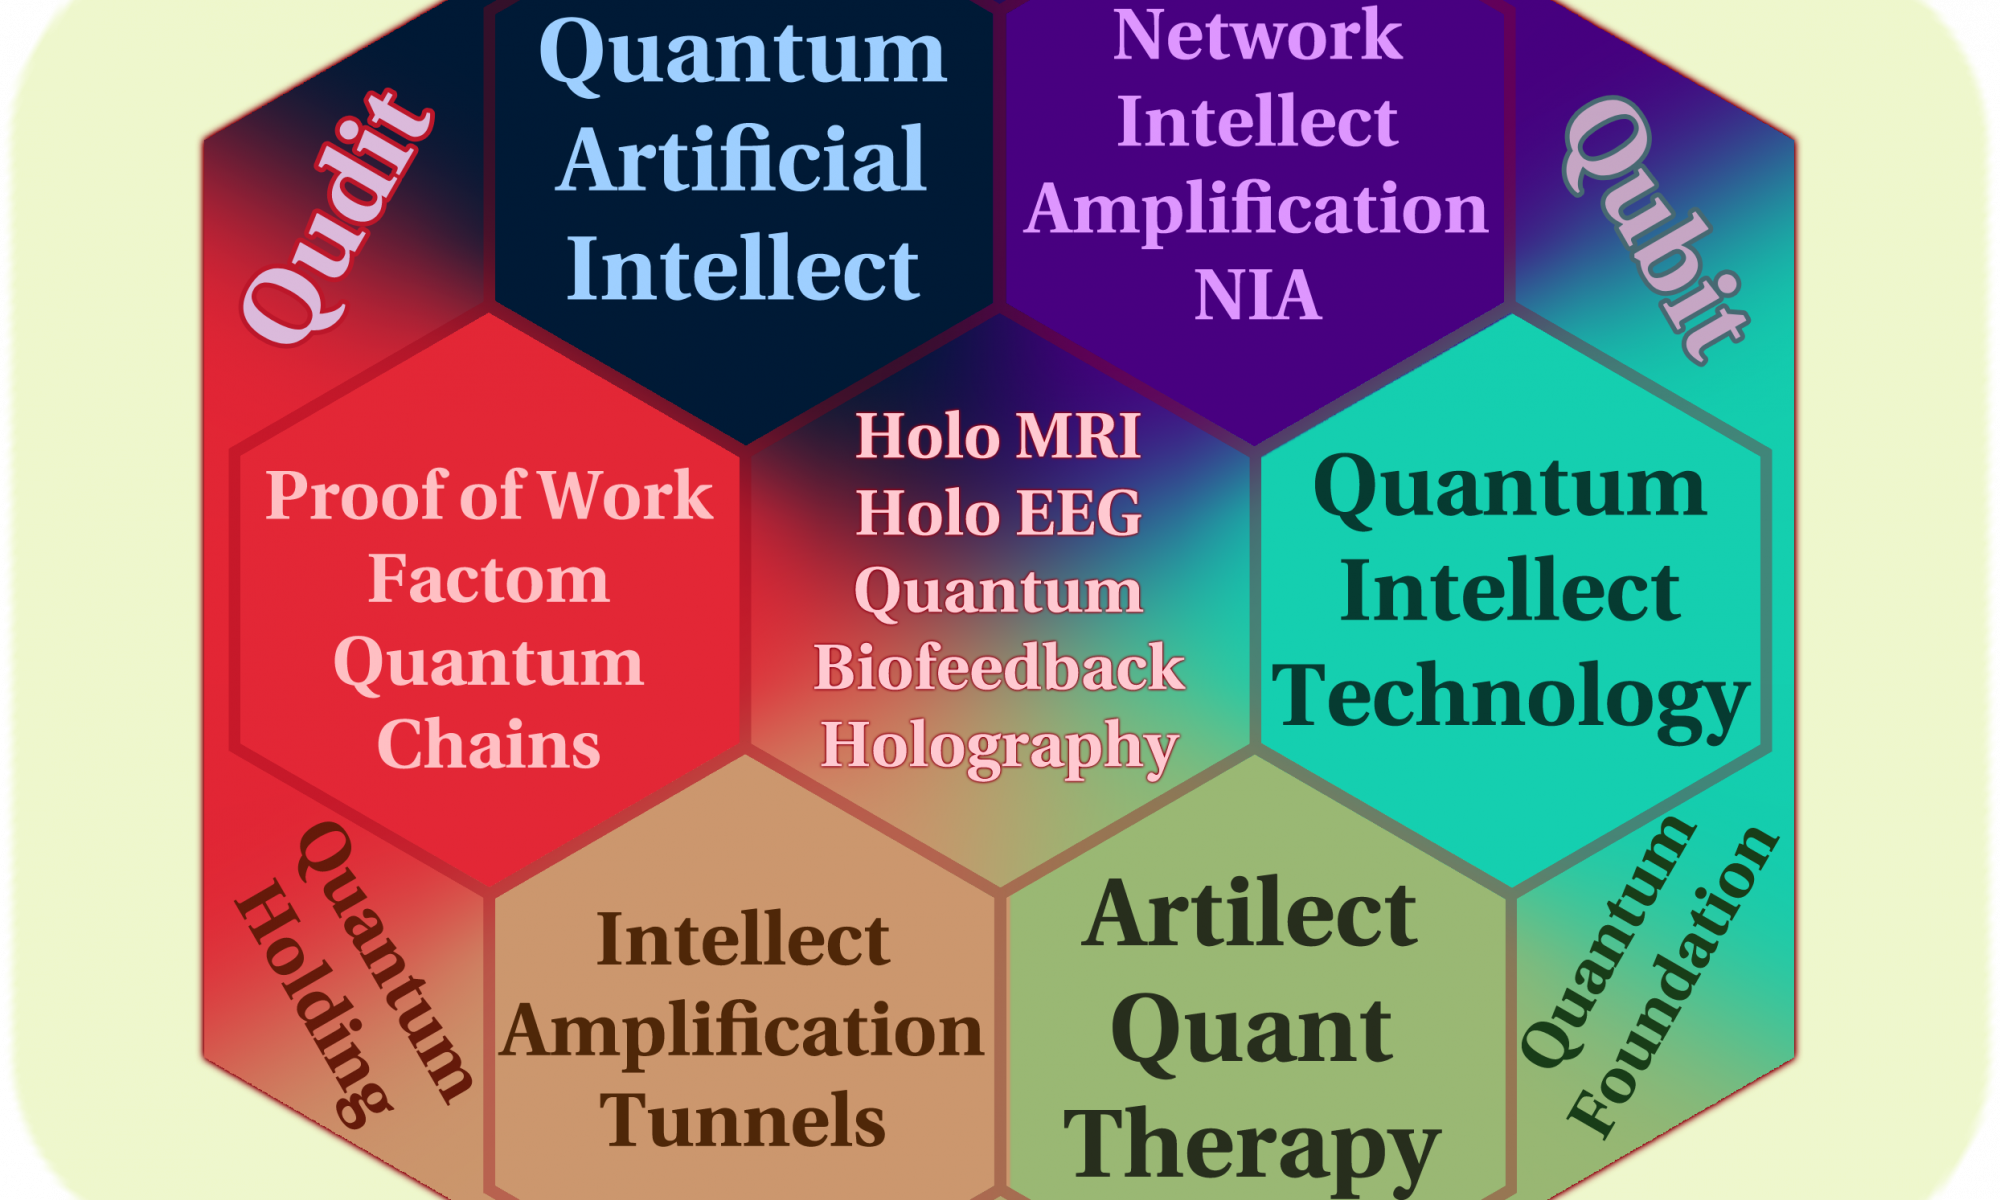 Quantum
Artificial
Intellect
Network
Intellect
Amplification
NIA
Qudit
Qubit
Proof of Work
Factom
Quantum
Chains
Holo MRI
Holo EEG
Quantum
Biofeedback
Holography
Quantum
Intellect
Technology
Quantum
Holding
Intellect
Amplification
Tunnels
Artilect
Quant
Therapy
Quantum
Foundation